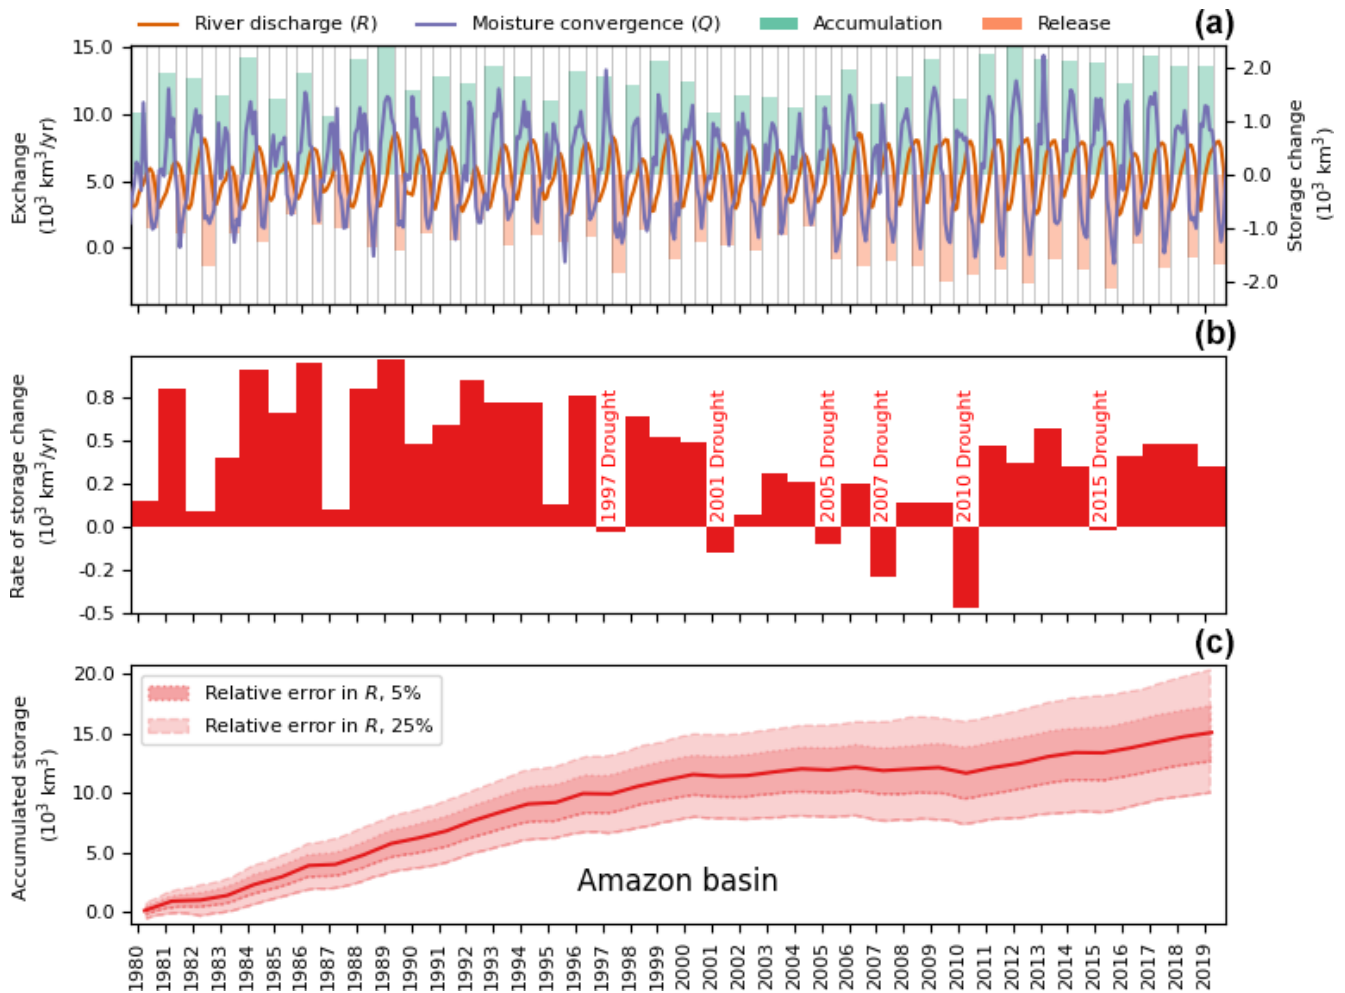 River discharge (R) Moisture convergence (Q) Accumulation Release
(a)
Exchange
(10³ km³/yr)
15.0
10.0
5.0
0.0
2.0
1.0
0.0
-1.0
-2.0
Storage change
(10³ km³)
(b)
Rate of storage change
(10³ km³/yr)
0.8
0.5
0.2
0.0
-0.2
-0.5
1997 Drought
2001 Drought
2005 Drought
2007 Drought
2010 Drought
2015 Drought
(c)
Accumulated storage
(10³ km³)
20.0
15.0
10.0
5.0
0.0
Relative error in R, 5%
Relative error in R, 25%
Amazon basin
1980 1981 1982 1983 1984 1985 1986 1987 1988 1989 1990 1991 1992 1993 1994 1995 1996 1997 1998 1999 2000 2001 2002 2003 2004 2005 2006 2007 2008 2009 2010 2011 2012 2013 2014 2015 2016 2017 2018 2019